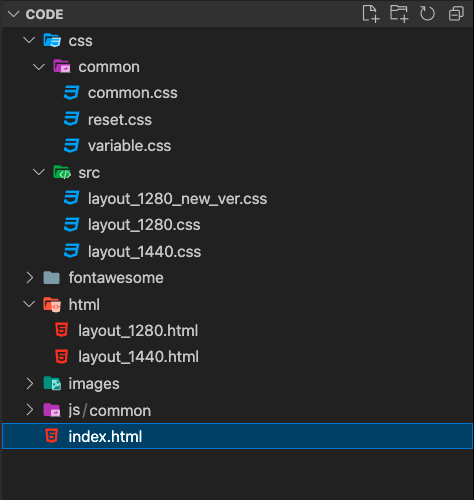 CODE
css
common
common.css
reset.css
variable.css
src
layout_1280_new_ver.css
layout_1280.css
layout_1440.css
fontawesome
html
layout_1280.html
layout_1440.html
images
js/common
index.html